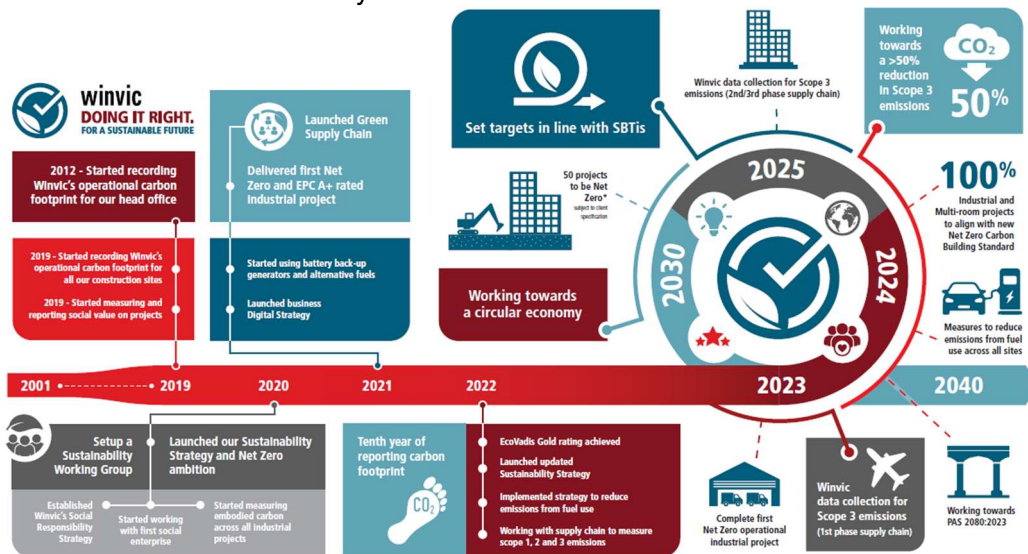 winvic
DOING IT RIGHT.
FOR A SUSTAINABLE FUTURE
2012 - Started recording
Winvic's operational carbon
footprint for our head office
2019 - Started recording Winvic's
operational carbon footprint for
all our construction sites
2019 - Started measuring and
reporting social value on projects
Launched Green
Supply Chain
Delivered first Net
Zero and EPC A+ rated
Industrial project
Started using battery back-up
generators and alternative fuels
Launched business
Digital Strategy
Set targets in line with SBTis
Winvic data collection for Scope 3
emissions (2nd/3rd phase supply chain)
Working
towards
a >50%
reduction
in Scope 3
emissions
CO2
50%
50 projects
to be Net
Zero*
subject to client
specification
Working towards
a circular economy
2025
2030
2024
2023
100%
Industrial and
Multi-room projects
to align with new
Net Zero Carbon
Building Standard
Measures to reduce
emissions from fuel
use across all sites
2001
2019
2020
2021
2022
2040
Setup a
Sustainability
Working Group
Launched our Sustainability
Strategy and Net Zero
ambition
Established
Winvic's Social
Responsibility
Strategy
Started working
with first social
enterprise
Started measuring
embodied carbon
across all industrial
projects
Tenth year of
reporting carbon
footprint
CO2
EcoVadis Gold rating achieved
Launched updated
Sustainability Strategy
Implemented strategy to reduce
emissions from fuel use
Working with supply chain to measure
scope 1, 2 and 3 emissions
Complete first
Net Zero operational
industrial project
Winvic
data collection for
Scope 3 emissions
(1st phase supply chain)
Working towards
PAS 2080:2023